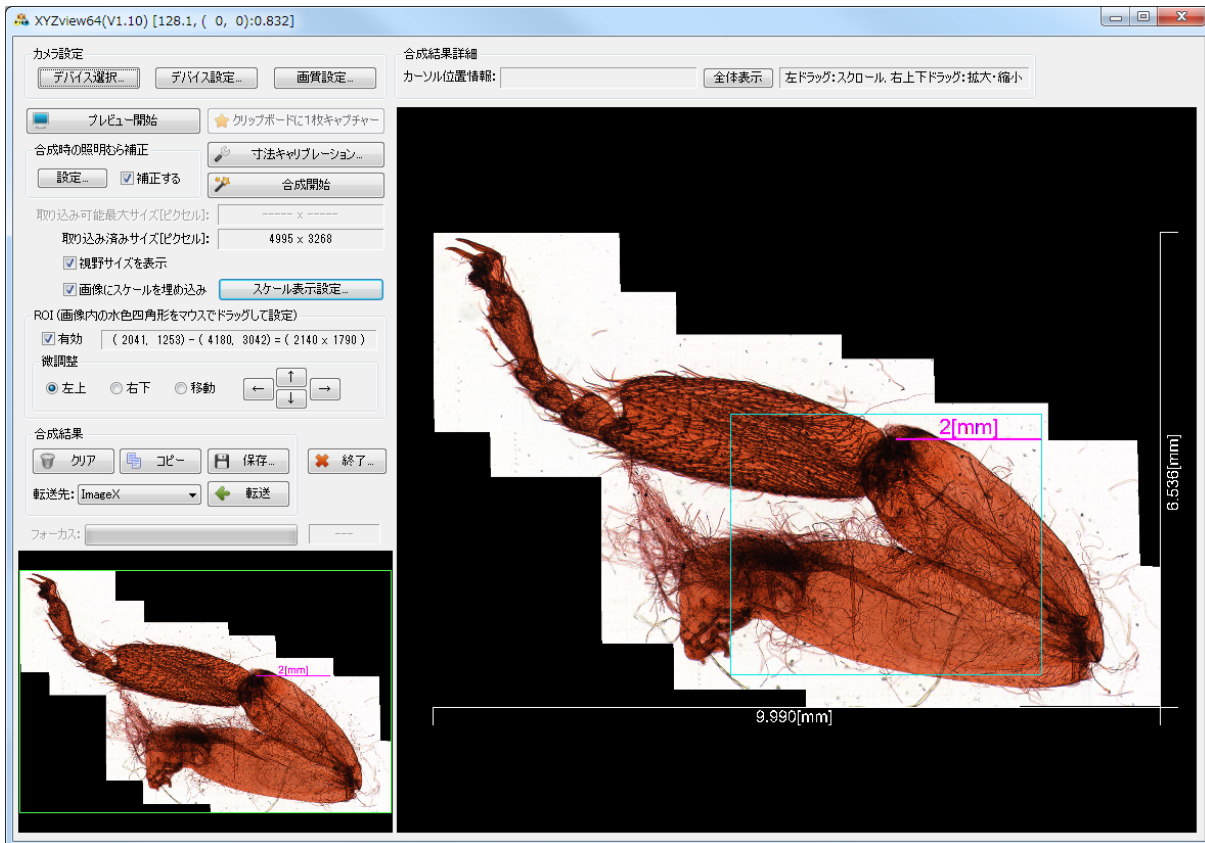 XYZview64(V1.10) [128.1, (  0,  0):0.832]
カメラ設定
デバイス選択...
デバイス設定...
画質設定...
合成結果詳細
カーソル位置情報:
全体表示
左ドラッグ:スクロール, 右上下ドラッグ:拡大・縮小
プレビュー開始
クリップボードに1枚キャプチャー
合成時の照明むら補正
設定...
補正する
寸法キャリブレーション...
合成開始
取り込み可能最大サイズ[ピクセル]:
----- x -----
取り込み済みサイズ[ピクセル]:
4995 x 3268
視野サイズを表示
画像にスケールを埋め込み
スケール表示設定...
ROI(画像内の水色四角形をマウスでドラッグして設定)
有効
( 2041, 1253) - ( 4180, 3042) = ( 2140 x 1790 )
微調整
左上
右下
移動
←
↑
↓
→
合成結果
クリア
コピー
保存...
終了...
転送先:
ImageX
転送
フォーカス:
---
2[mm]
2[mm]
6.536[mm]
9.990[mm]